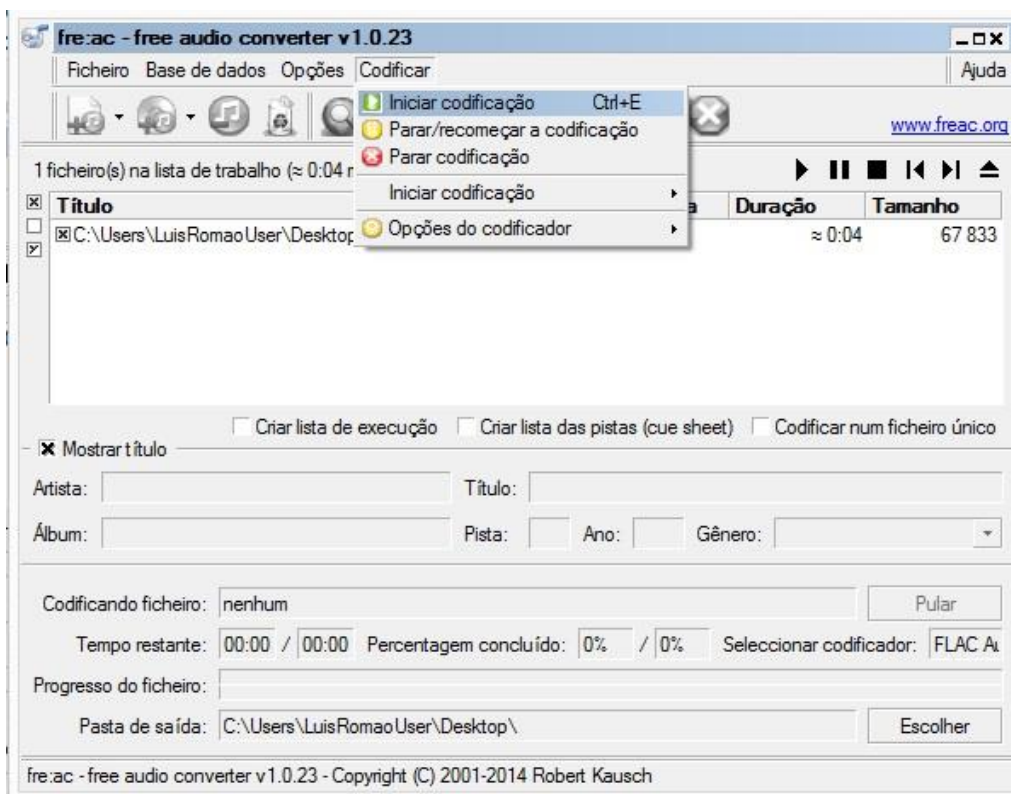 fre:ac - free audio converter v1.0.23
Ficheiro Base de dados Opções Codificar Ajuda
Iniciar codificação Ctrl+E
Parar/recomeçar a codificação
Parar codificação
Iniciar codificação
Opções do codificador
www.freac.org
1 ficheiro(s) na lista de trabalho (≈ 0:04
Título Duração Tamanho
C:\Users\LuisRomaoUser\Desktop ≈ 0:04 67 833
Criar lista de execução Criar lista das pistas (cue sheet) Codificar num ficheiro único
Mostrar título
Artista: Título:
Álbum: Pista: Ano: Gênero:
Codificando ficheiro: nenhum Pular
Tempo restante: 00:00 / 00:00 Percentagem concluído: 0% / 0% Seleccionar codificador: FLAC
Progresso do ficheiro:
Pasta de saída: C:\Users\LuisRomaoUser\Desktop\ Escolher
fre:ac - free audio converter v1.0.23 - Copyright (C) 2001-2014 Robert Kausch